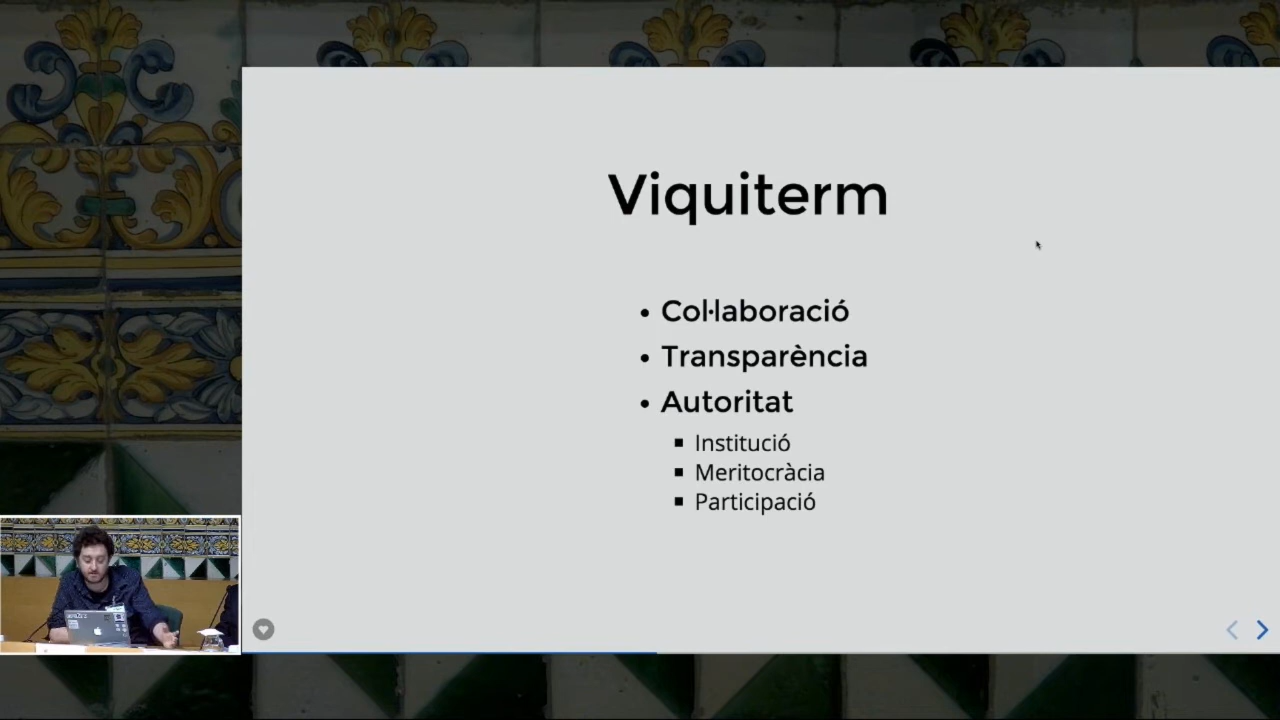 Viquiterm
Col·laboració
Transparència
Autoritat
Institució
Meritocràcia
Participació